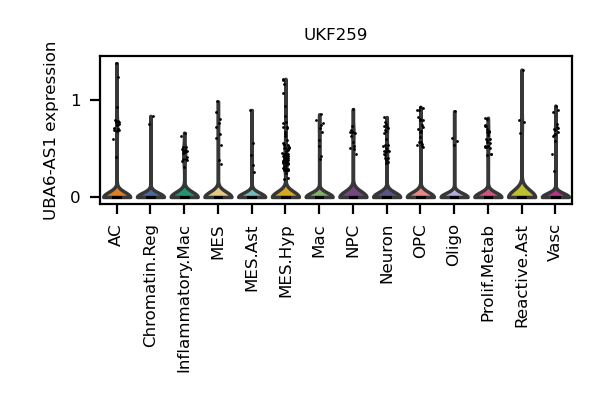 UKF259
UBA6-AS1 expression
1
0
AC
Chromatin.Reg
Inflammatory.Mac
MES
MES.Ast
MES.Hyp
Mac
NPC
Neuron
OPC
Oligo
Prolif.Metab
Reactive.Ast
Vasc